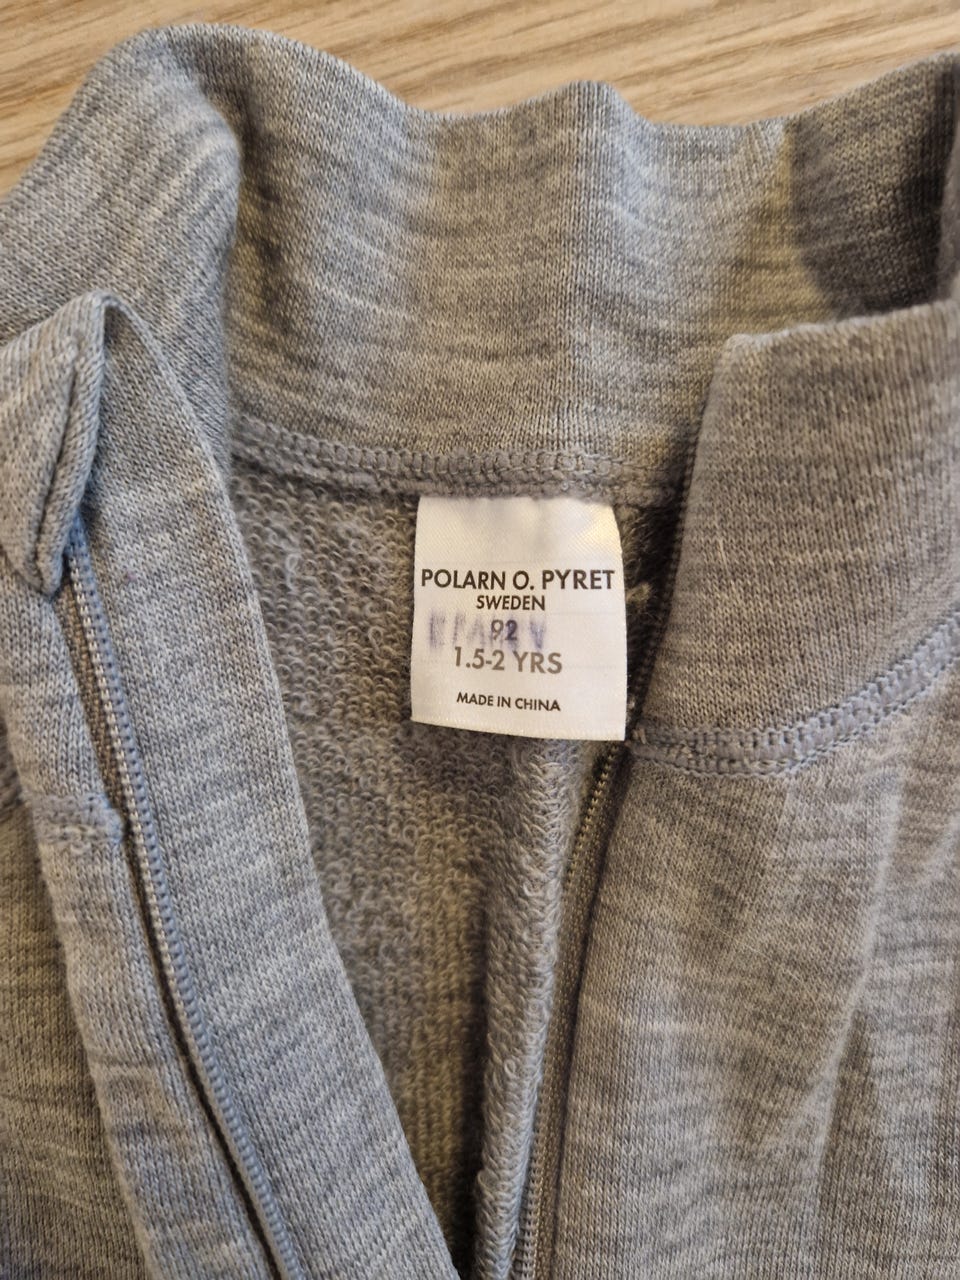 POLARN O. PYRET
SWEDEN
92
1.5-2 YRS
MADE IN CHINA